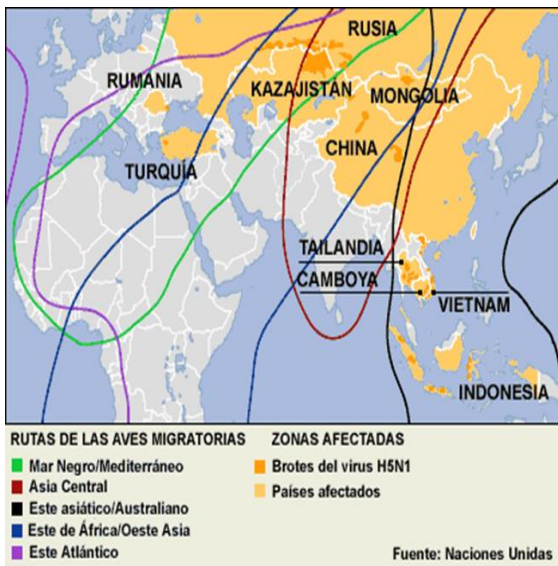 RUSIA
RUMANIA
KAZAJISTÁN
MONGOLIA
CHINA
TURQUÍA
TAILANDIA
CAMBOYA
VIETNAM
INDONESIA
RUTAS DE LAS AVES MIGRATORIAS
Mar Negro/Mediterráneo
Asia Central
Este asiático/Australiano
Este de África/Oeste Asia
Este Atlántico
ZONAS AFECTADAS
Brotes del virus H5N1
Países afectados
Fuente: Naciones Unidas